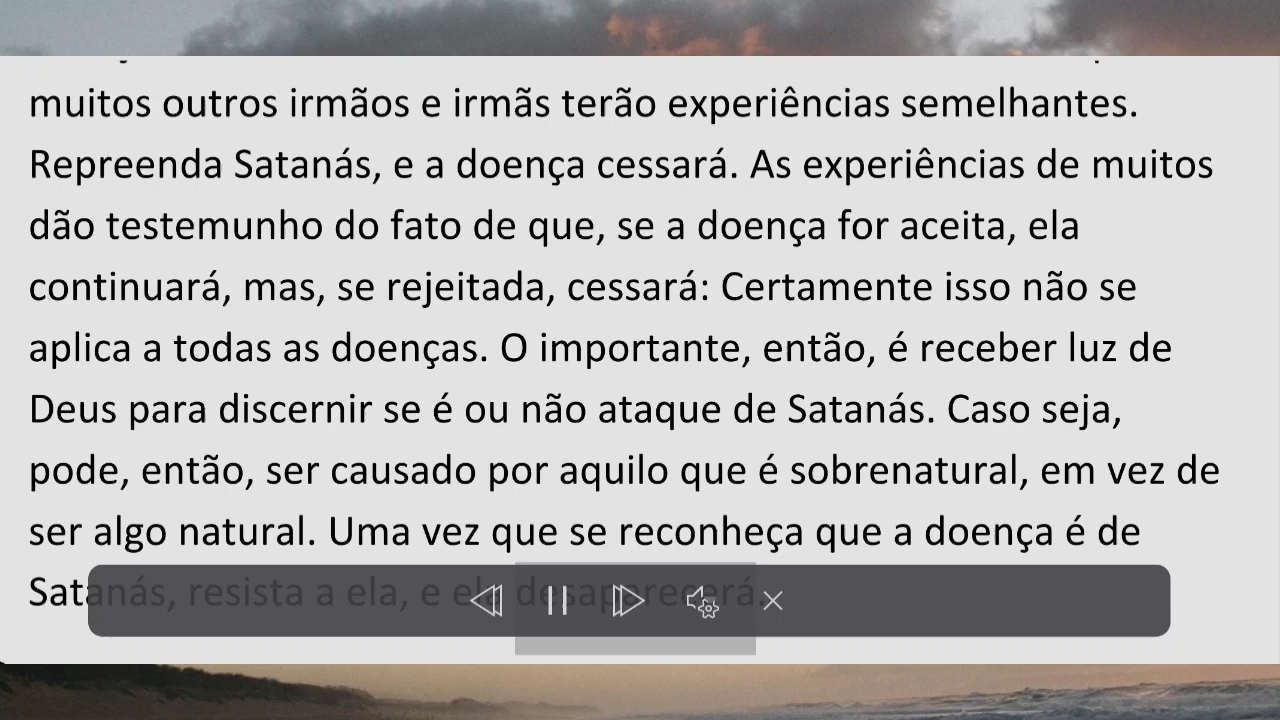 muitos outros irmãos e irmãs terão experiências semelhantes.
Repreenda Satanás, e a doença cessará. As experiências de muitos
dão testemunho do fato de que, se a doença for aceita, ela
continuará, mas, se rejeitada, cessará: Certamente isso não se
aplica a todas as doenças. O importante, então, é receber luz de
Deus para discernir se é ou não ataque de Satanás. Caso seja,
pode, então, ser causado por aquilo que é sobrenatural, em vez de
ser algo natural. Uma vez que se reconheça que a doença é de
Satanás, resista a ela, e ela desaparecerá.